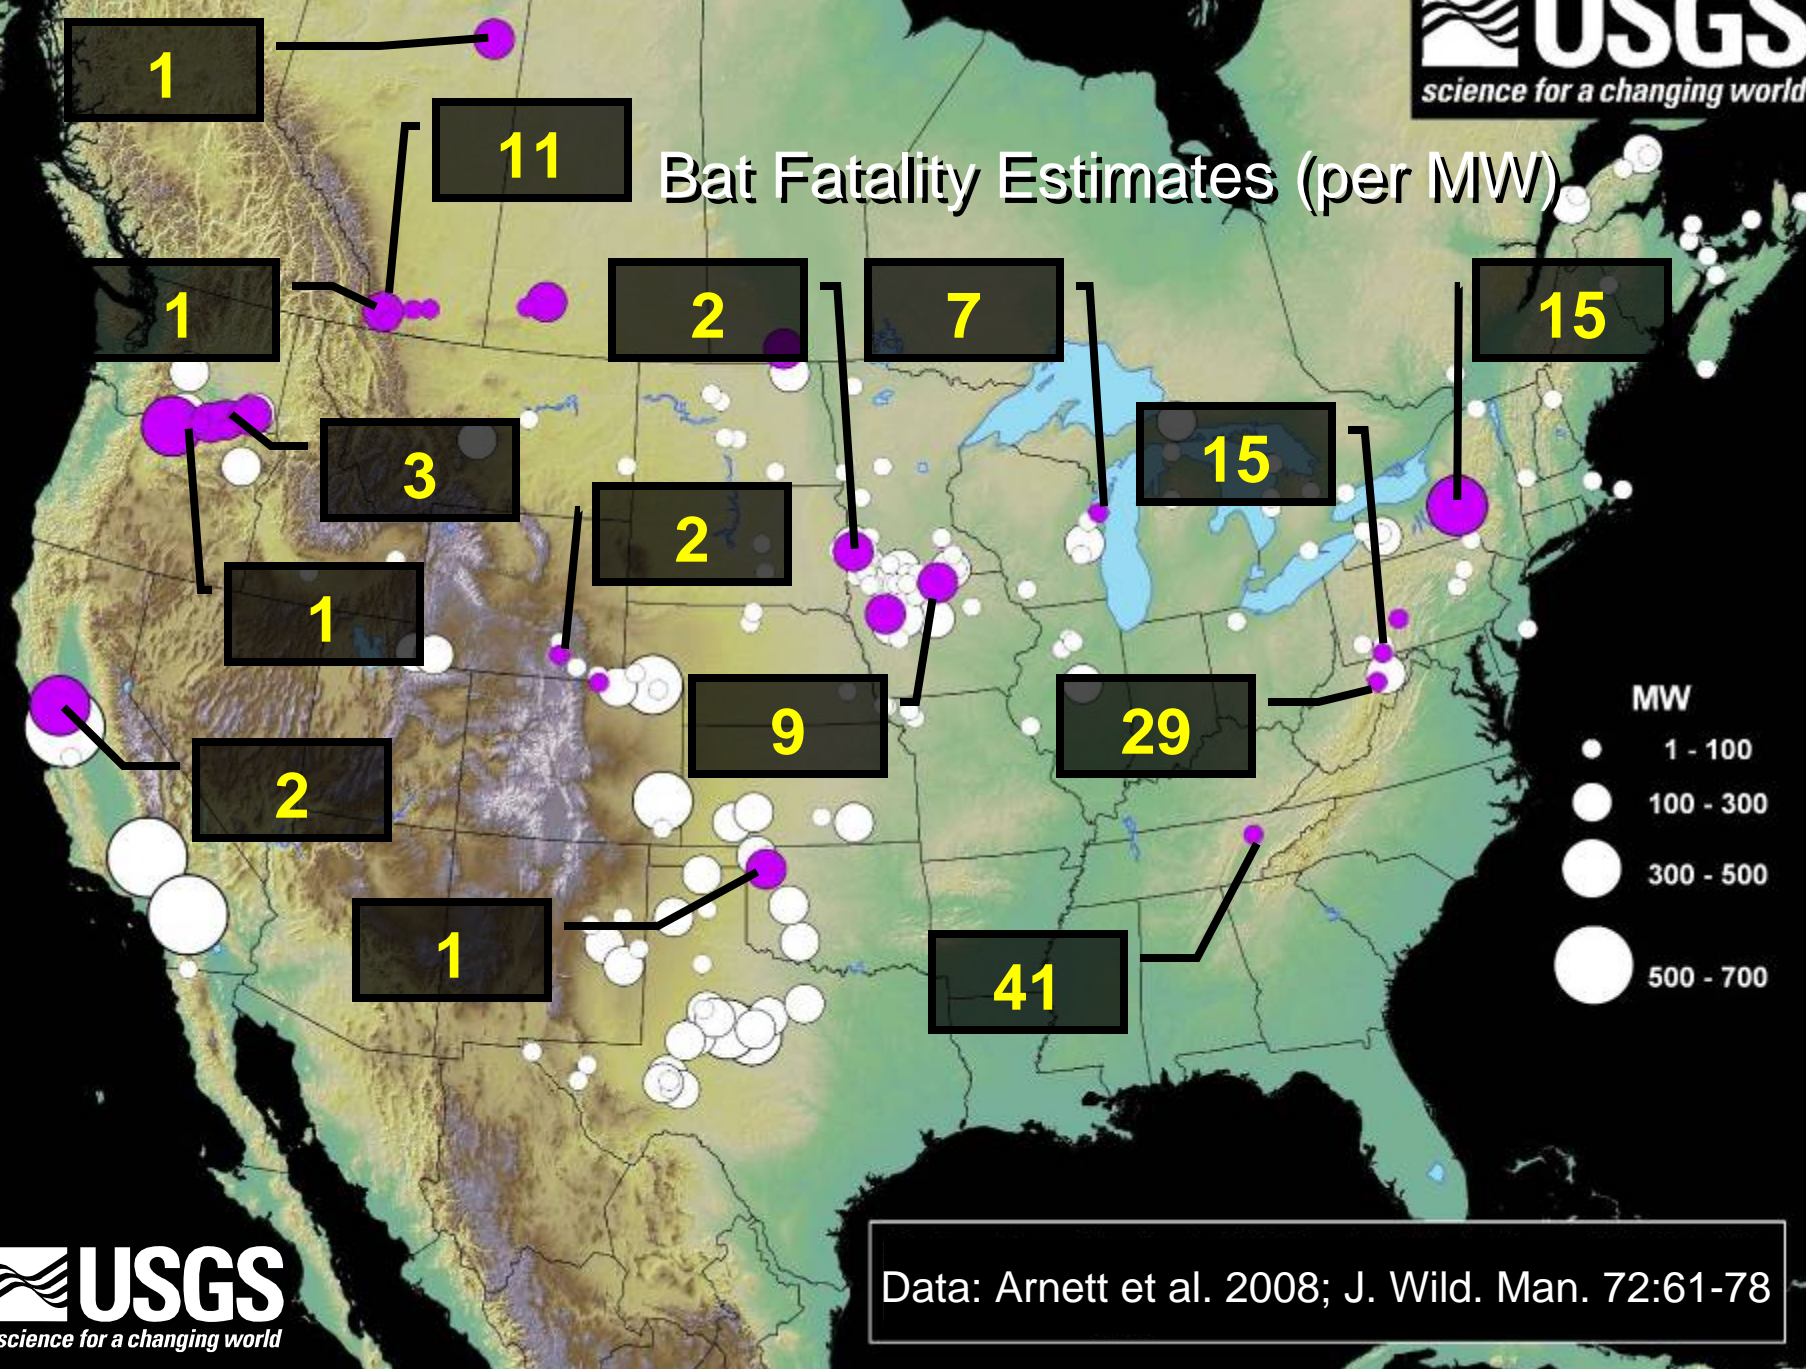 USGS
science for a changing world
1
11
Bat Fatality Estimates (per MW)
1
2
7
15
3
15
2
1
9
29
2
MW
1 - 100
100 - 300
300 - 500
500 - 700
1
41
USGS
science for a changing world
Data: Arnett et al. 2008; J. Wild. Man. 72:61-78